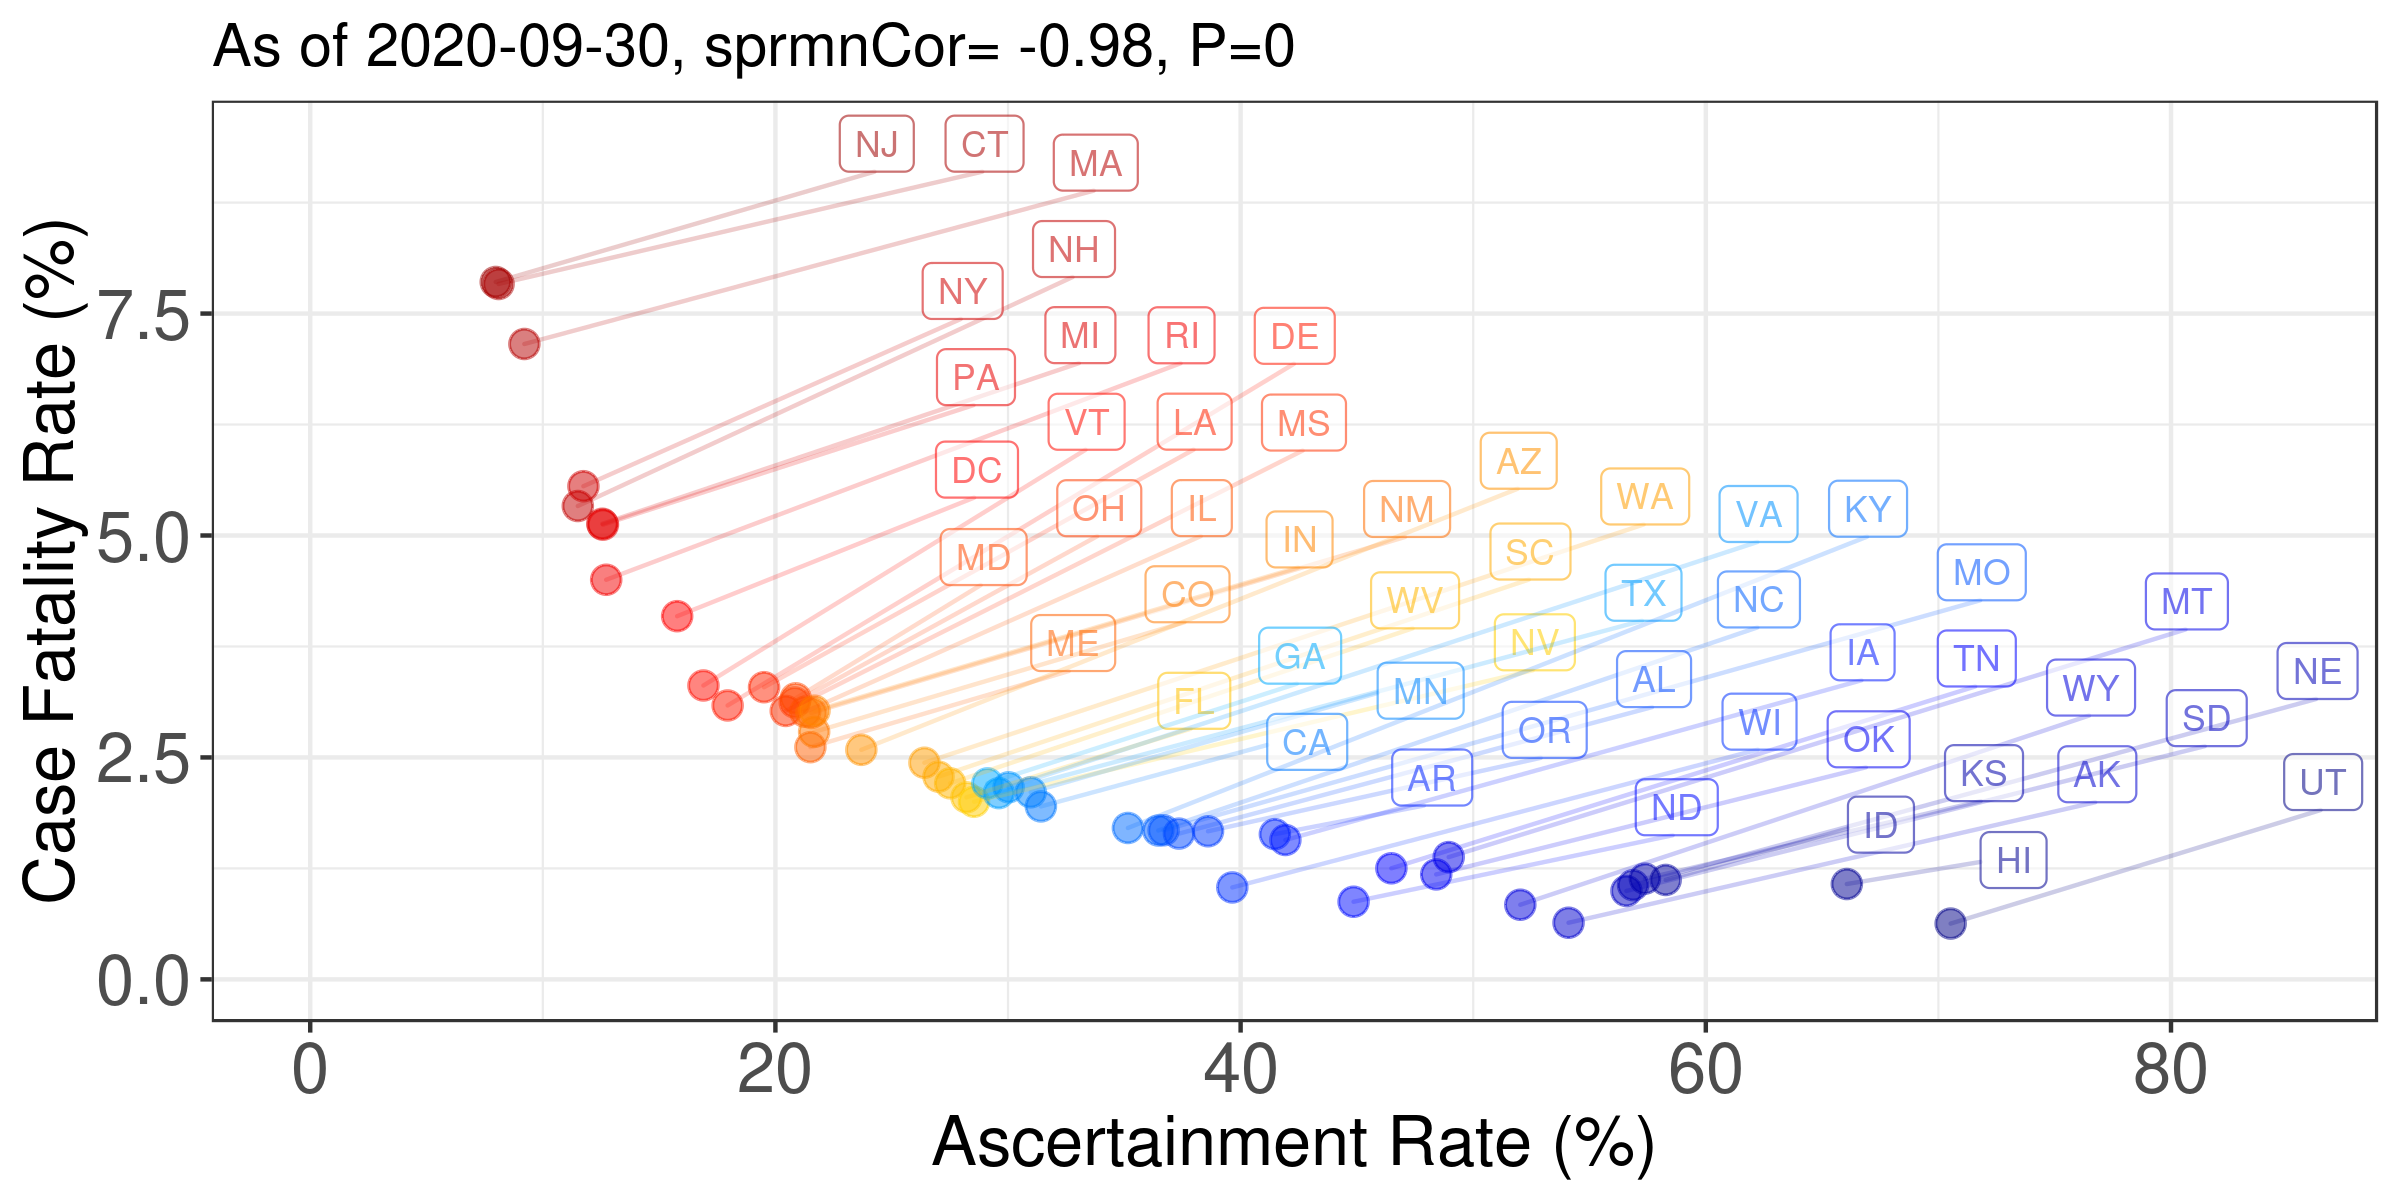 As of 2020-09-30, sprmnCor= -0.98, P=0
Case Fatality Rate (%)
7.5
5.0
2.5
0.0
NJ CT MA
NH
NY
MI RI DE
PA
VT LA MS
DC
AZ
WA
OH IL NM VA KY
IN
MD SC
MO
CO WV TX NC MT
ME GA NV IA TN
NE
FL MN AL WY
SD
CA OR WI OK
AR KS AK UT
ND
ID
HI
0 20 40 60 80
Ascertainment Rate (%)